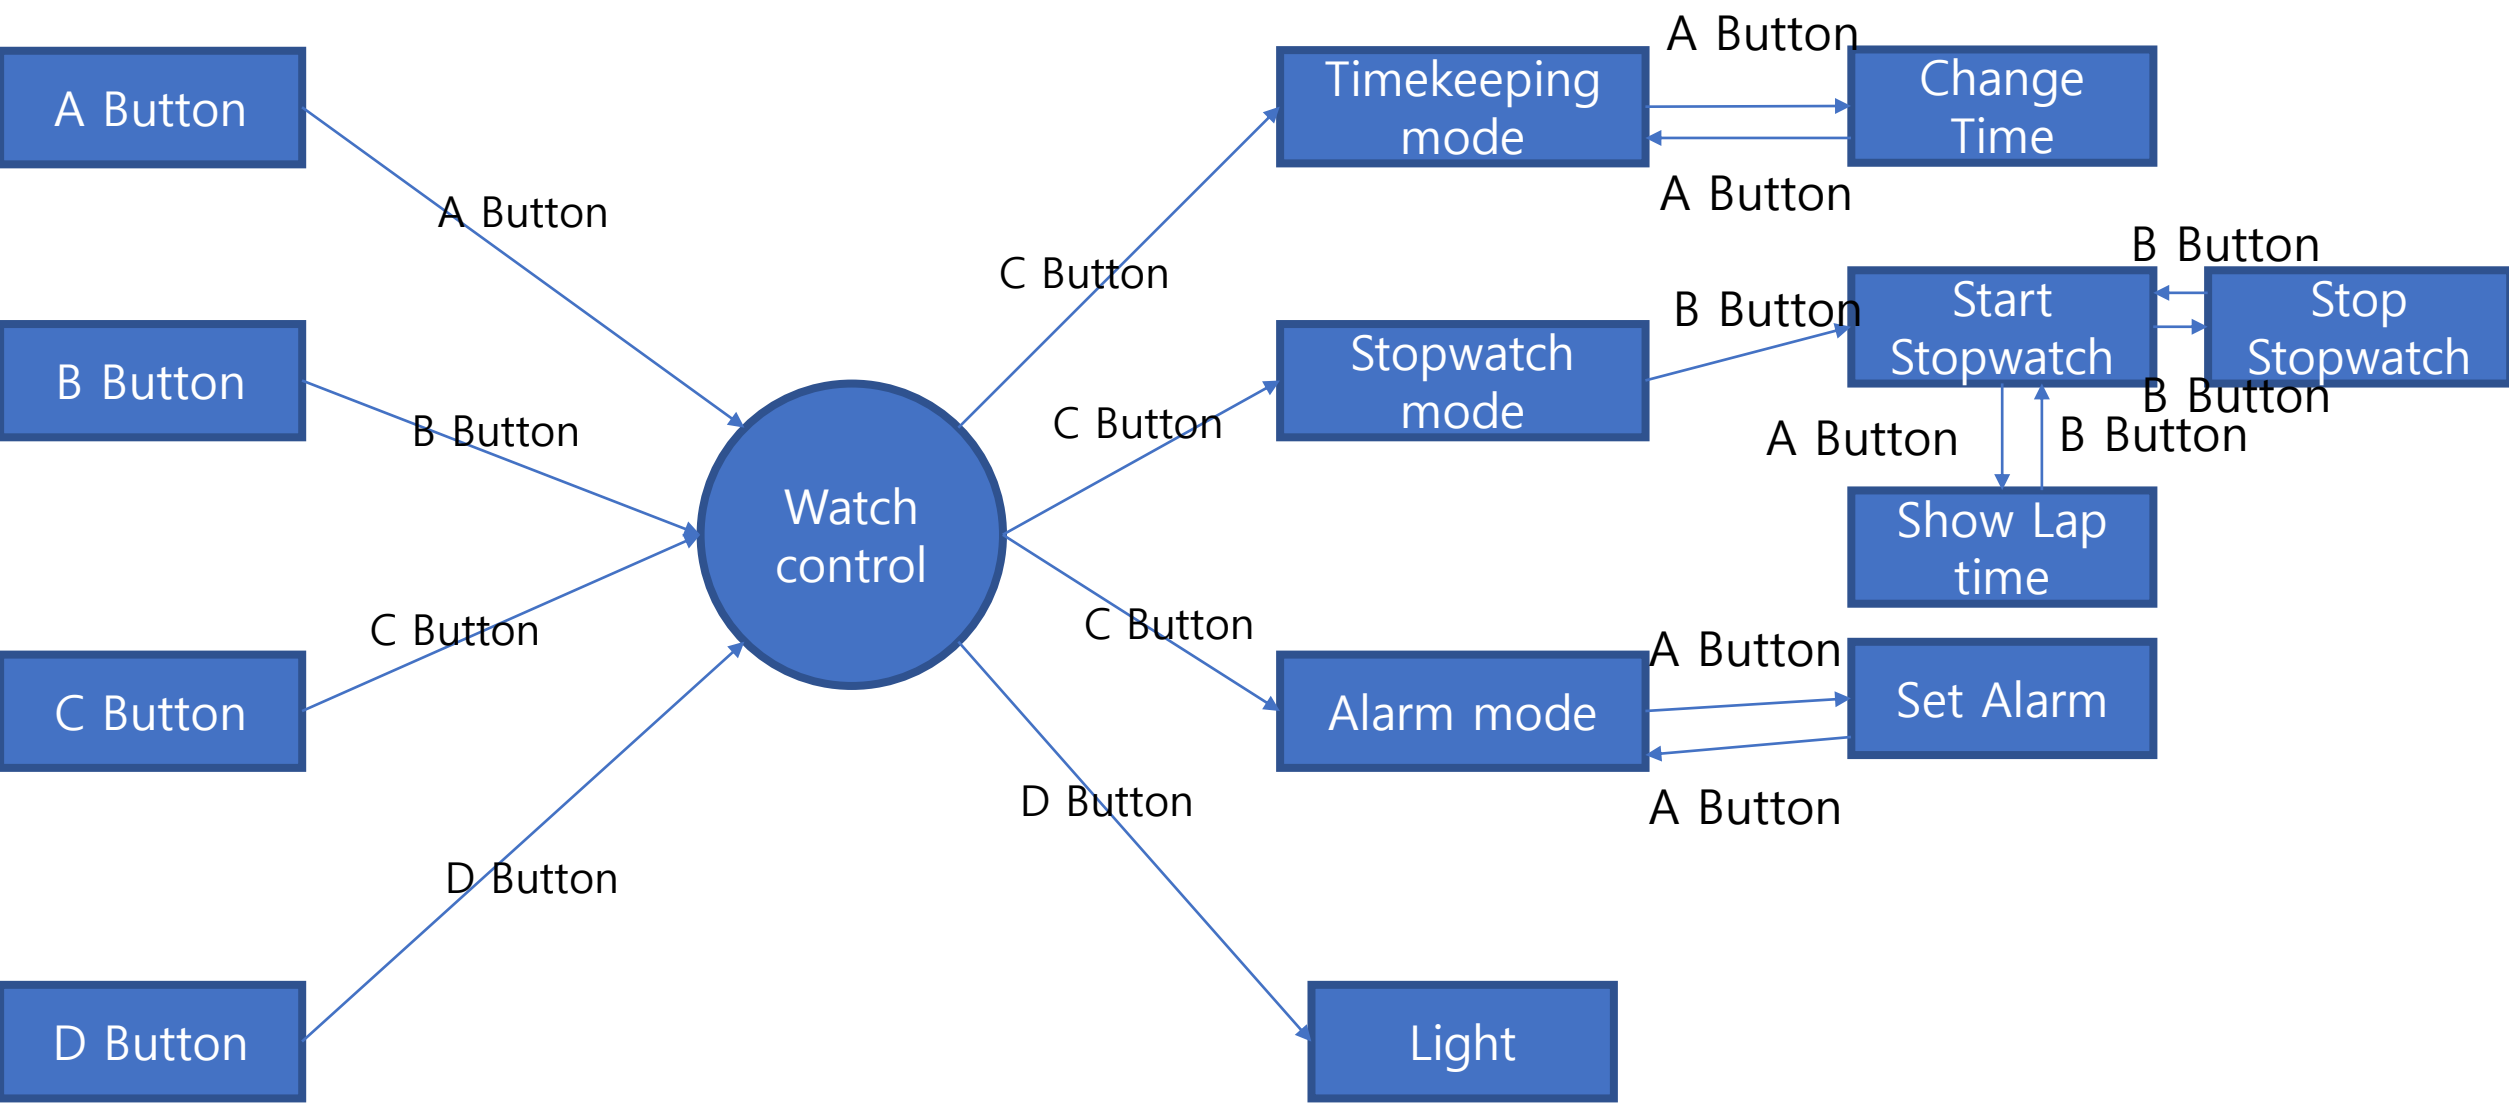 A Button
B Button
C Button
D Button
A Button
B Button
C Button
D Button
Watch
control
C Button
C Button
C Button
D Button
Timekeeping
mode
A Button
A Button
Change
Time
Stopwatch
mode
B Button
Start
Stopwatch
B Button
B Button
Stop
Stopwatch
A Button
B Button
Show Lap
time
Alarm mode
A Button
A Button
Set Alarm
Light